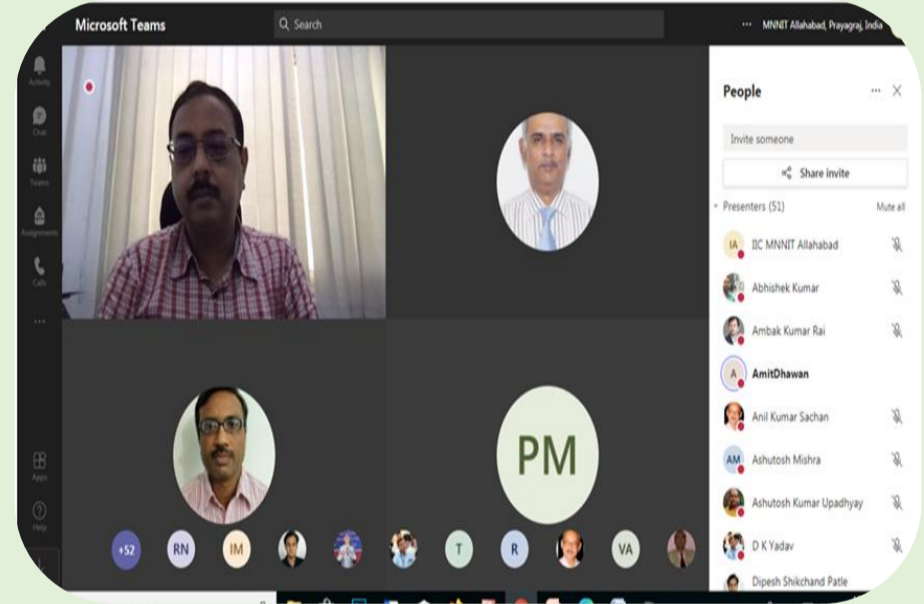 Microsoft Teams
Search
MNNIT Allahabad, Prayagraj, India
Activity
Chat
Teams
Assignments
Calls
Apps
Help
People
Invite someone
Share invite
Presenters (51)
Mute all
IA IIC MNNIT Allahabad
Abhishek Kumar
Ambak Kumar Rai
A AmitDhawan
Anil Kumar Sachan
AM Ashutosh Mishra
Ashutosh Kumar Upadhyay
D K Yadav
Dipesh Shikchand Patle
PM
+52 RN IM T R VA